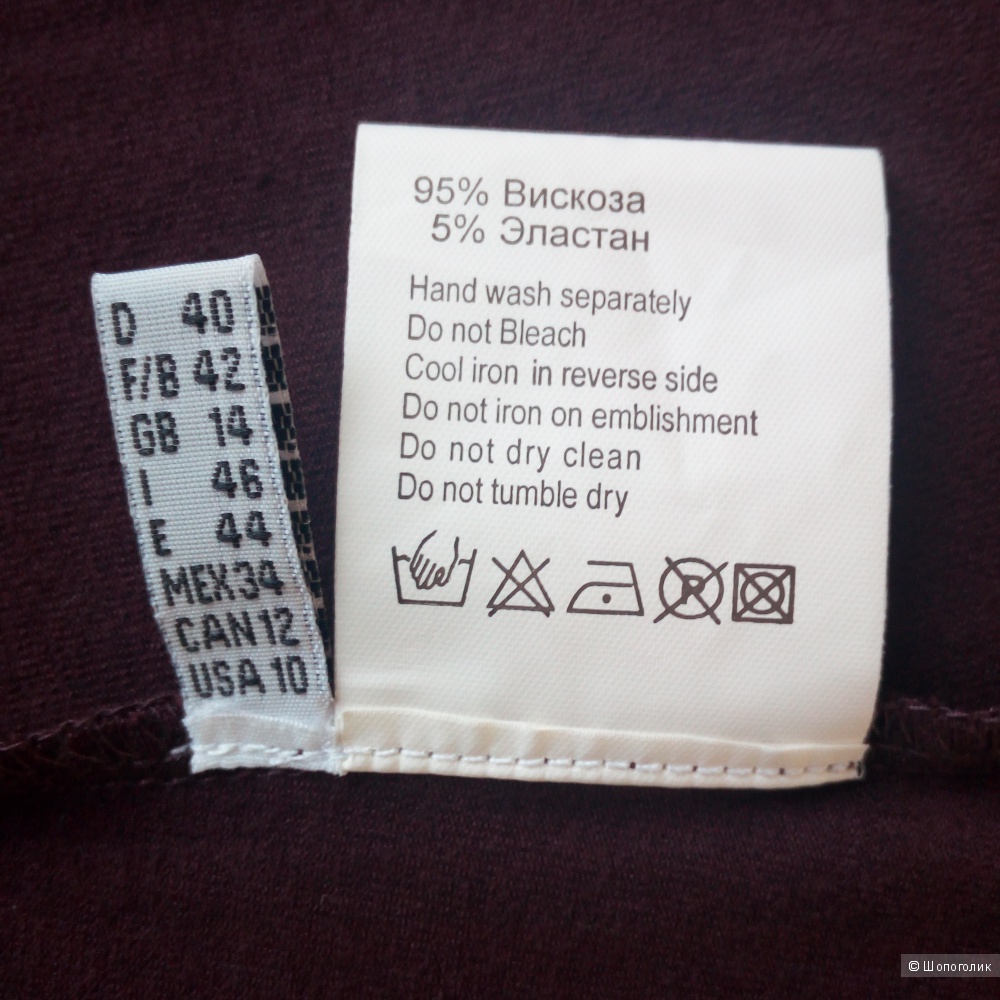 D 40
F/B 42
GB 14
I 46
E 44
MEX 34
CAN 12
USA 10
95% Вискоза
5% Эластан
Hand wash separately
Do not Bleach
Cool iron in reverse side
Do not iron on emblishment
Do not dry clean
Do not tumble dry
R
© Шопоголик